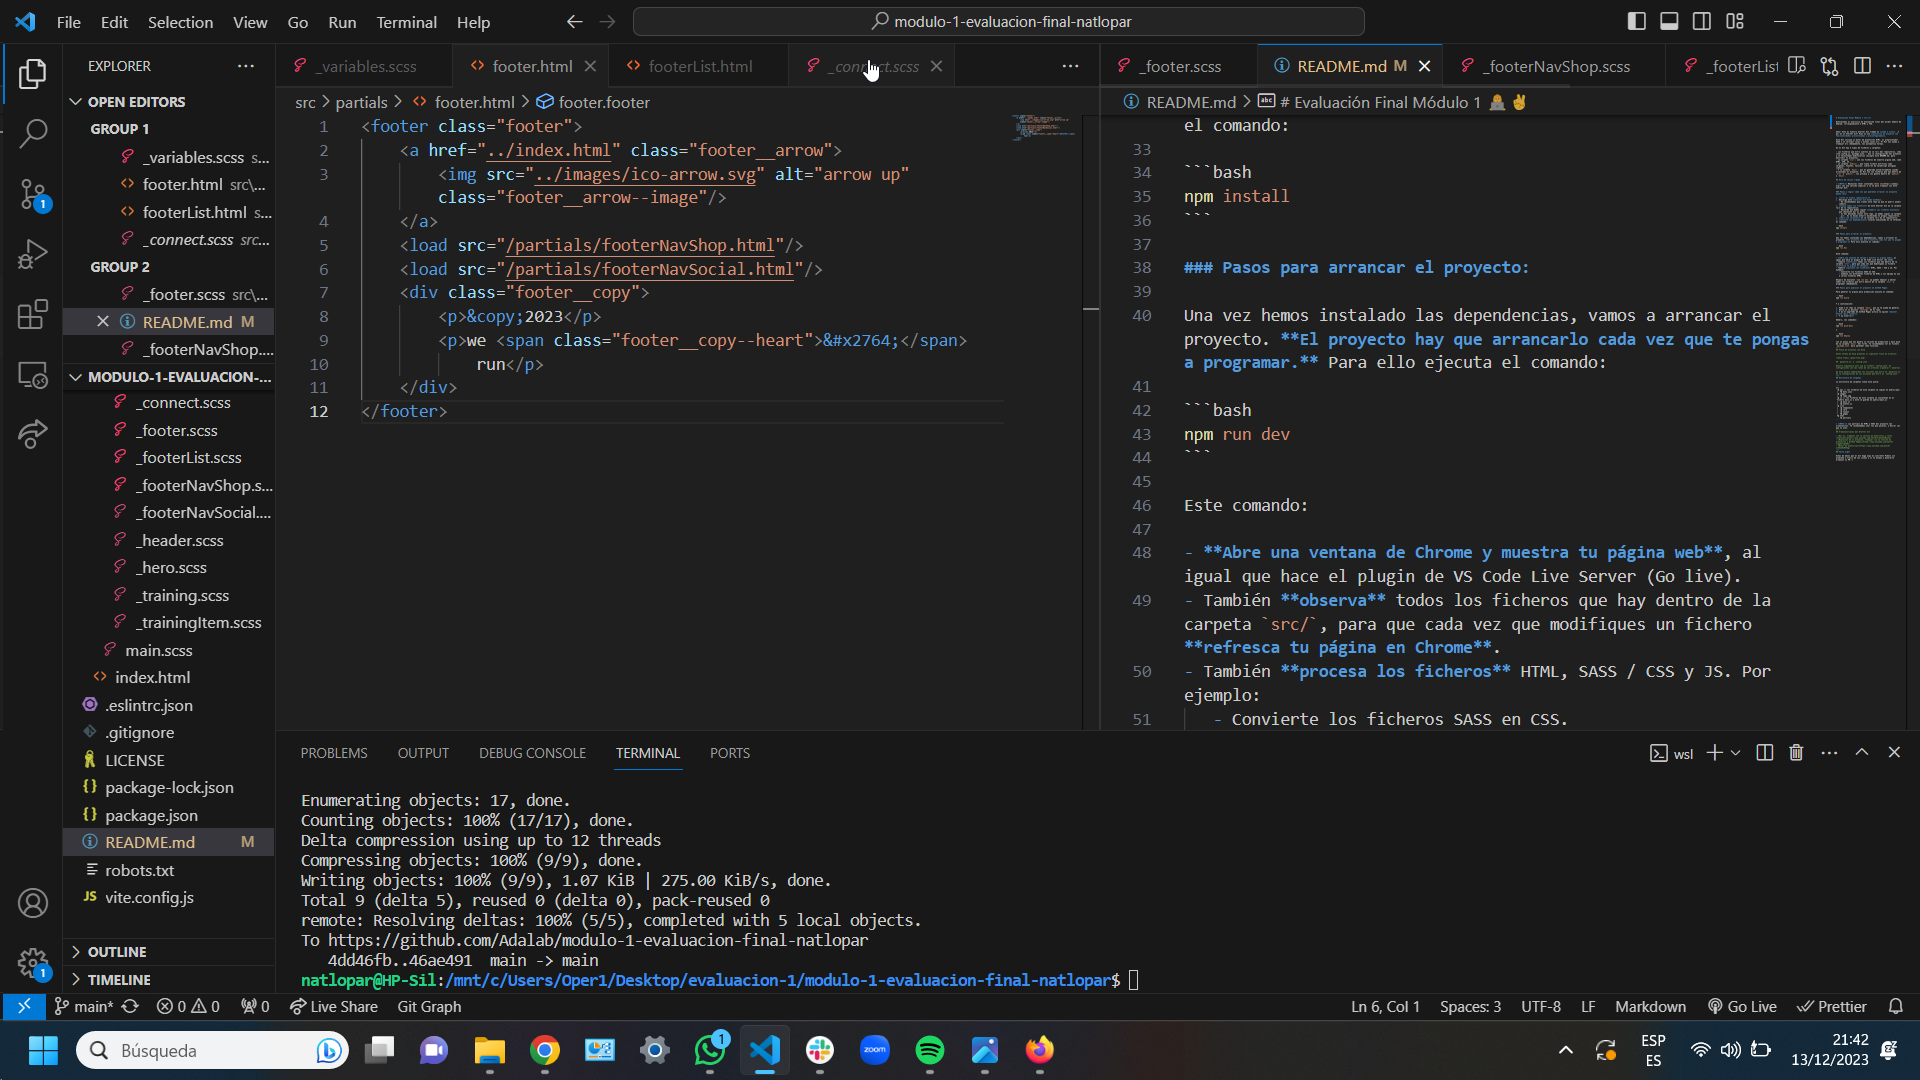 File Edit Selection View Go Run Terminal Help
modulo-1-evaluacion-final-natlopar
EXPLORER
OPEN EDITORS
GROUP 1
_variables.scss s...
footer.html src\...
footerList.html s...
_connect.scss src...
GROUP 2
_footer.scss src\...
README.md M
_footerNavShop....
MODULO-1-EVALUACION-...
_connect.scss
_footer.scss
_footerList.scss
_footerNavShop.s...
_footerNavSocial....
_header.scss
_hero.scss
_training.scss
_trainingItem.scss
main.scss
index.html
.eslintrc.json
.gitignore
LICENSE
package-lock.json
package.json
README.md M
robots.txt
vite.config.js
OUTLINE
TIMELINE
_variables.scss
footer.html
footerList.html
_connect.scss
src > partials > footer.html > footer.footer
1 <footer class="footer">
2 <a href="../index.html" class="footer__arrow">
3 <img src="../images/ico-arrow.svg" alt="arrow up"
class="footer__arrow--image"/>
4 </a>
5 <load src="/partials/footerNavShop.html"/>
6 <load src="/partials/footerNavSocial.html"/>
7 <div class="footer__copy">
8 <p>&copy;2023</p>
9 <p>we <span class="footer__copy--heart">&#x2764;</span>
10 run</p>
11 </div>
12 </footer>
_footer.scss
README.md M
_footerNavShop.scss
_footerList
README.md > # Evaluación Final Módulo 1
el comando:
33
34 ```bash
35 npm install
36 ```
37
38 ### Pasos para arrancar el proyecto:
39
40 Una vez hemos instalado las dependencias, vamos a arrancar el
proyecto. **El proyecto hay que arrancarlo cada vez que te pongas
a programar.** Para ello ejecuta el comando:
41
42 ```bash
43 npm run dev
44 ```
45
46 Este comando:
47
48 - **Abre una ventana de Chrome y muestra tu página web**, al
igual que hace el plugin de VS Code Live Server (Go live).
49 - También **observa** todos los ficheros que hay dentro de la
carpeta `src/`, para que cada vez que modifiques un fichero
**refresca tu página en Chrome**.
50 - También **procesa los ficheros** HTML, SASS / CSS y JS. Por
ejemplo:
51 - Convierte los ficheros SASS en CSS.
PROBLEMS OUTPUT DEBUG CONSOLE TERMINAL PORTS
wsl
Enumerating objects: 17, done.
Counting objects: 100% (17/17), done.
Delta compression using up to 12 threads
Compressing objects: 100% (9/9), done.
Writing objects: 100% (9/9), 1.07 KiB | 275.00 KiB/s, done.
Total 9 (delta 5), reused 0 (delta 0), pack-reused 0
remote: Resolving deltas: 100% (5/5), completed with 5 local objects.
To https://github.com/Adalab/modulo-1-evaluacion-final-natlopar
4dd46fb..46ae491 main -> main
natlopar@HP-Sil:/mnt/c/Users/Oper1/Desktop/evaluacion-1/modulo-1-evaluacion-final-natlopar$
main* 0 0 0 Live Share Git Graph
Ln 6, Col 1 Spaces: 3 UTF-8 LF Markdown Go Live Prettier
Búsqueda
zoom
1
ESP
ES
21:42
13/12/2023